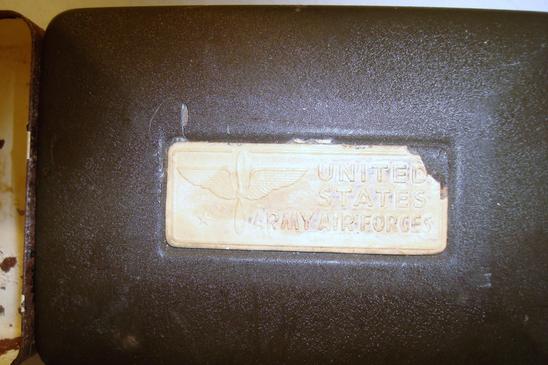 UNITED
STATES
ARMY AIR FORCES